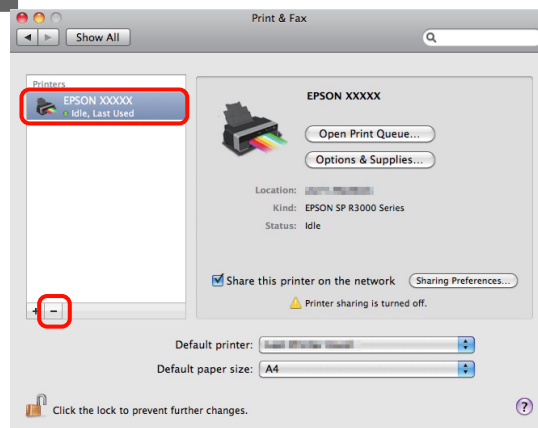 Print & Fax
Show All
Printers
EPSON XXXXX
Idle, Last Used
EPSON XXXXX
Open Print Queue...
Options & Supplies...
Location:
Kind: EPSON SP R3000 Series
Status: Idle
Share this printer on the network Sharing Preferences...
Printer sharing is turned off.
+ −
Default printer:
Default paper size: A4
Click the lock to prevent further changes.
?